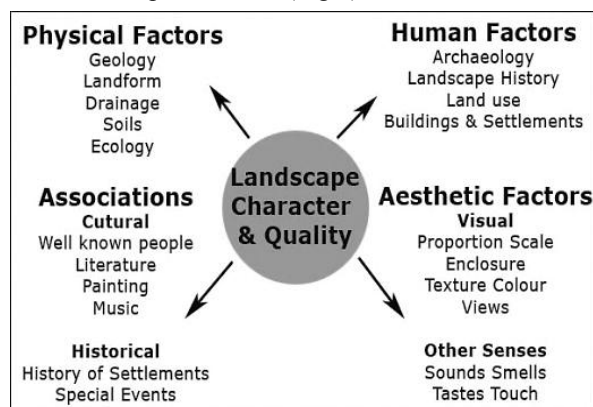 Physical Factors
Geology
Landform
Drainage
Soils
Ecology
Human Factors
Archaeology
Landscape History
Land use
Buildings & Settlements
Landscape
Character
& Quality
Associations
Cutural
Well known people
Literature
Painting
Music
Historical
History of Settlements
Special Events
Aesthetic Factors
Visual
Proportion Scale
Enclosure
Texture Colour
Views
Other Senses
Sounds Smells
Tastes Touch